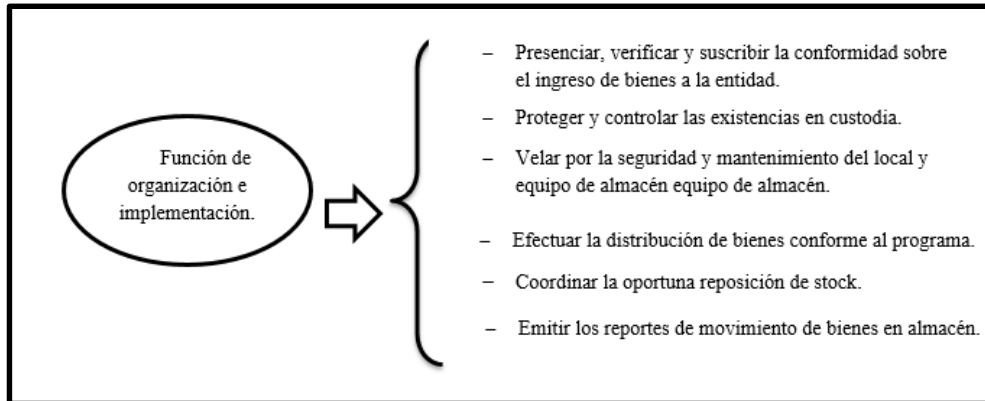 Función de
organización e
implementación.
– Presenciar, verificar y suscribir la conformidad sobre
el ingreso de bienes a la entidad.
– Proteger y controlar las existencias en custodia.
– Velar por la seguridad y mantenimiento del local y
equipo de almacén equipo de almacén.
– Efectuar la distribución de bienes conforme al programa.
– Coordinar la oportuna reposición de stock.
– Emitir los reportes de movimiento de bienes en almacén.